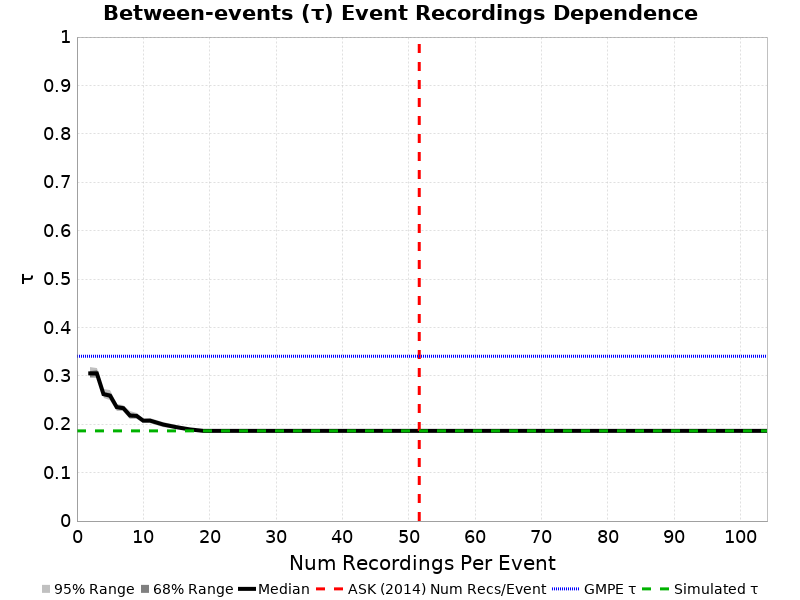 Between-events (τ) Event Recordings Dependence
1
0.9
0.8
0.7
0.6
0.5
0.4
0.3
0.2
0.1
0
τ
0 10 20 30 40 50 60 70 80 90 100
Num Recordings Per Event
95% Range 68% Range Median ASK (2014) Num Recs/Event GMPE τ Simulated τ